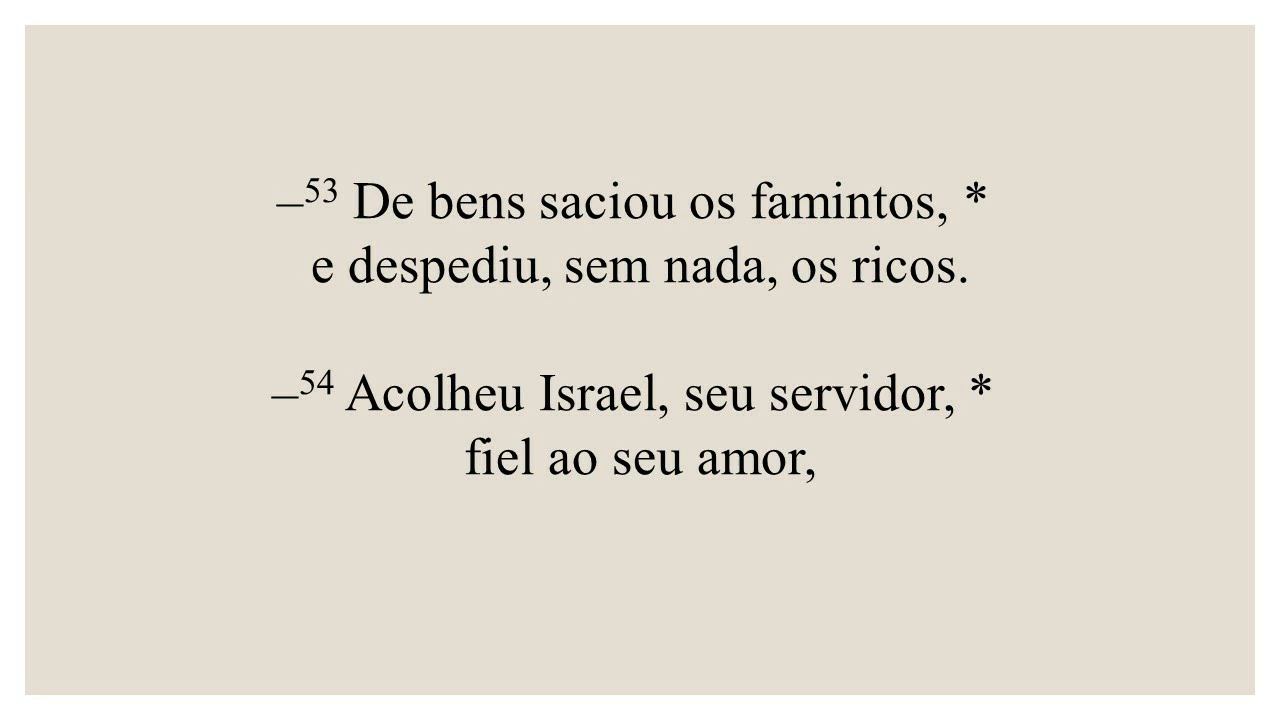 –53 De bens saciou os famintos, *
e despediu, sem nada, os ricos.
–54 Acolheu Israel, seu servidor, *
fiel ao seu amor,